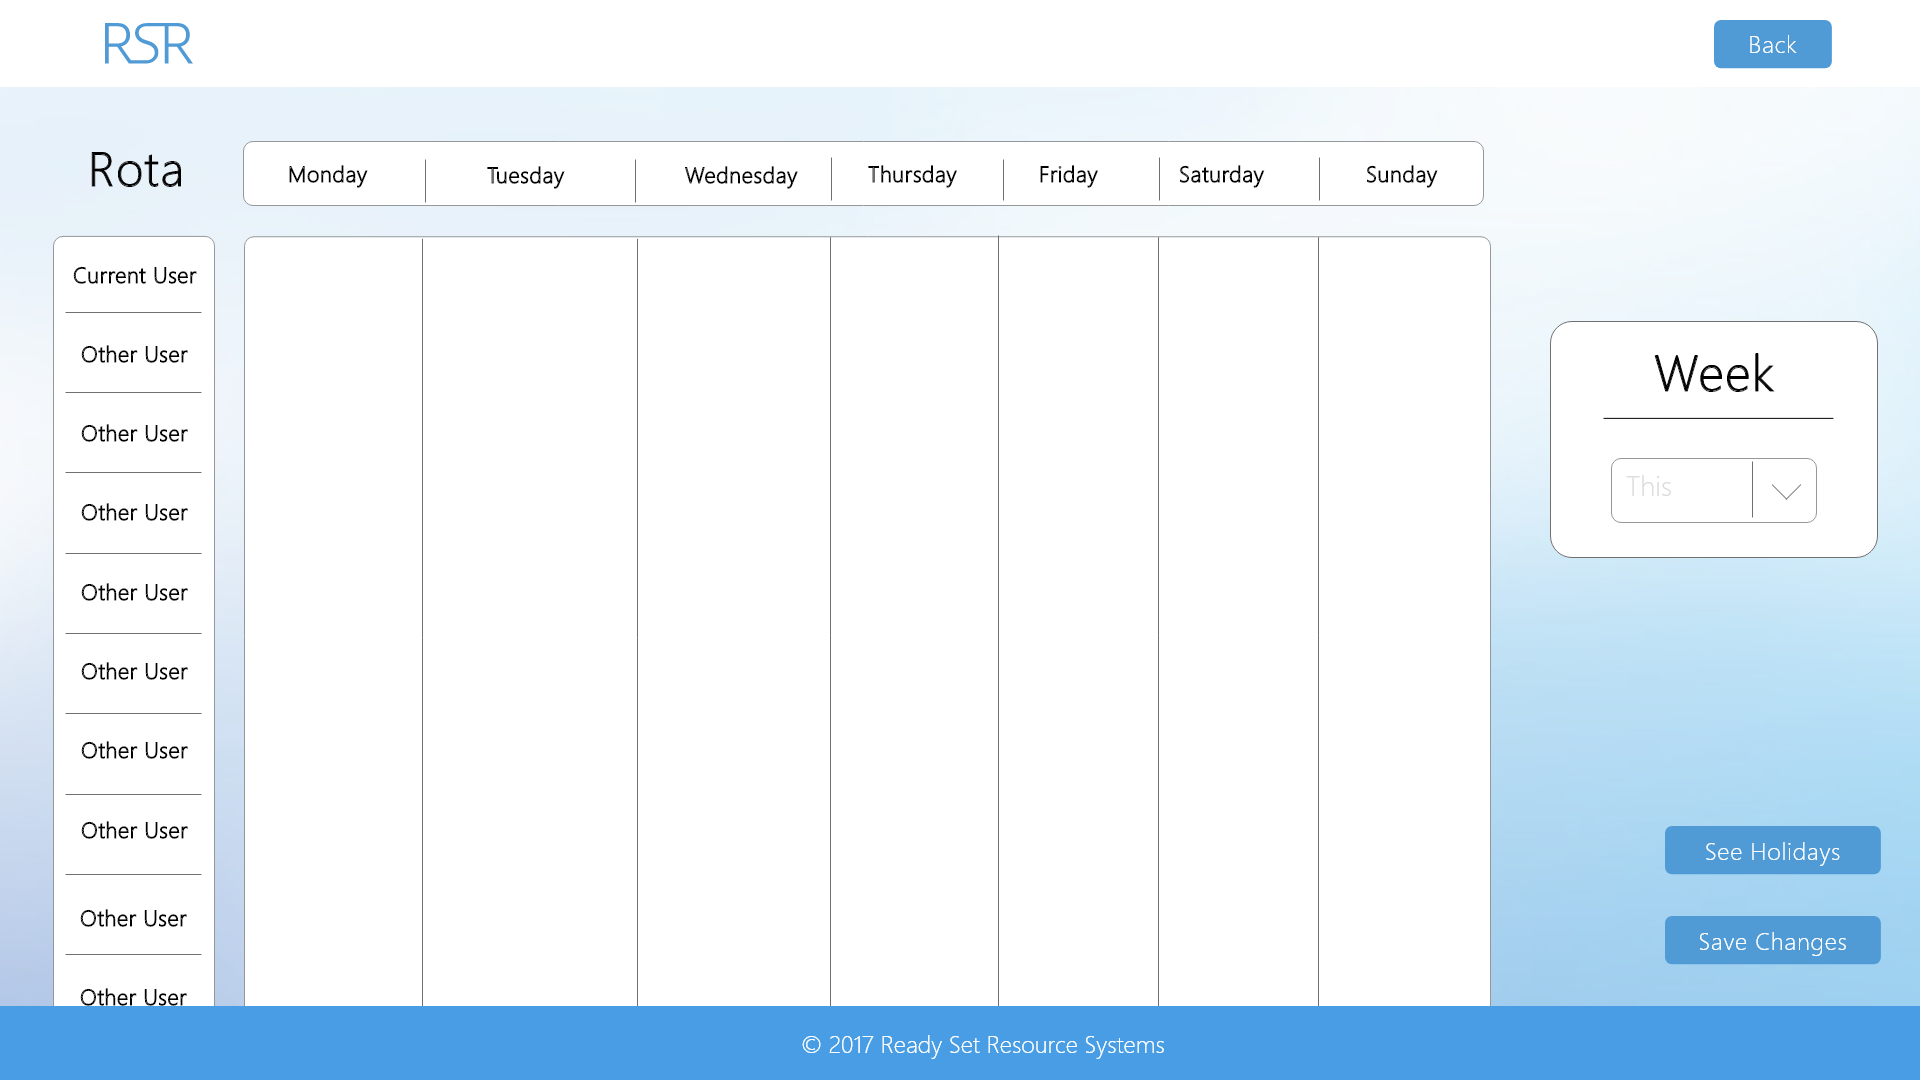 RSR
Back
Rota
Monday Tuesday Wednesday Thursday Friday Saturday Sunday
Current User
Other User
Other User
Other User
Other User
Other User
Other User
Other User
Other User
Other User
Week
This
See Holidays
Save Changes
© 2017 Ready Set Resource Systems